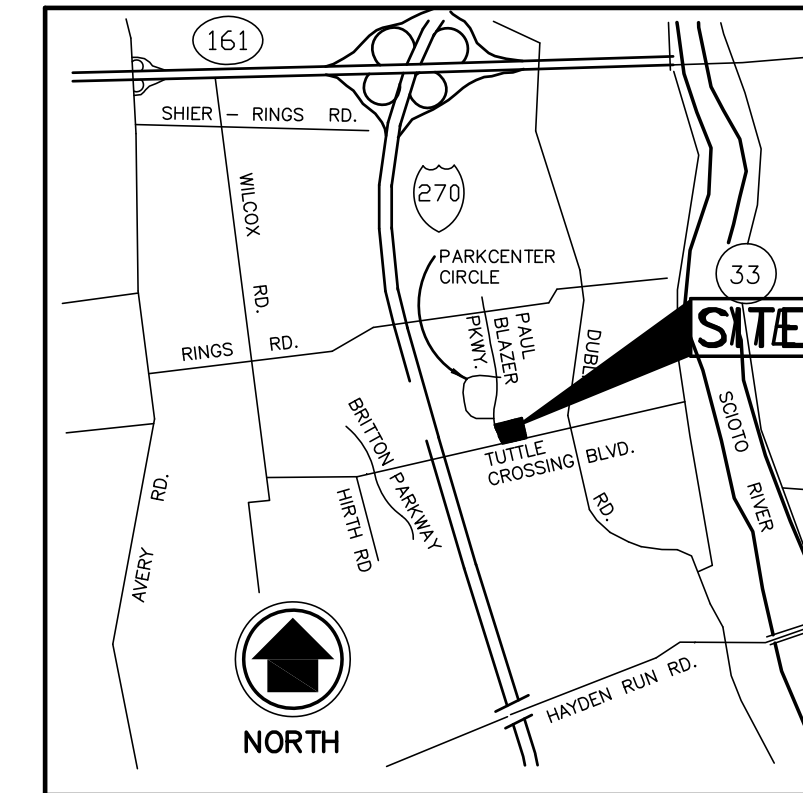 161
SHIER - RINGS RD.
WILCOX RD.
270
PARKCENTER
CIRCLE
33
SITE
RINGS RD.
PAUL
BLAZER
PKWY.
DUBL
RD.
BRITTON PARKWAY
TUTTLE
CROSSING BLVD.
HIRTH RD
SCIOTO RIVER
AVERY RD.
HAYDEN RUN RD.
NORTH